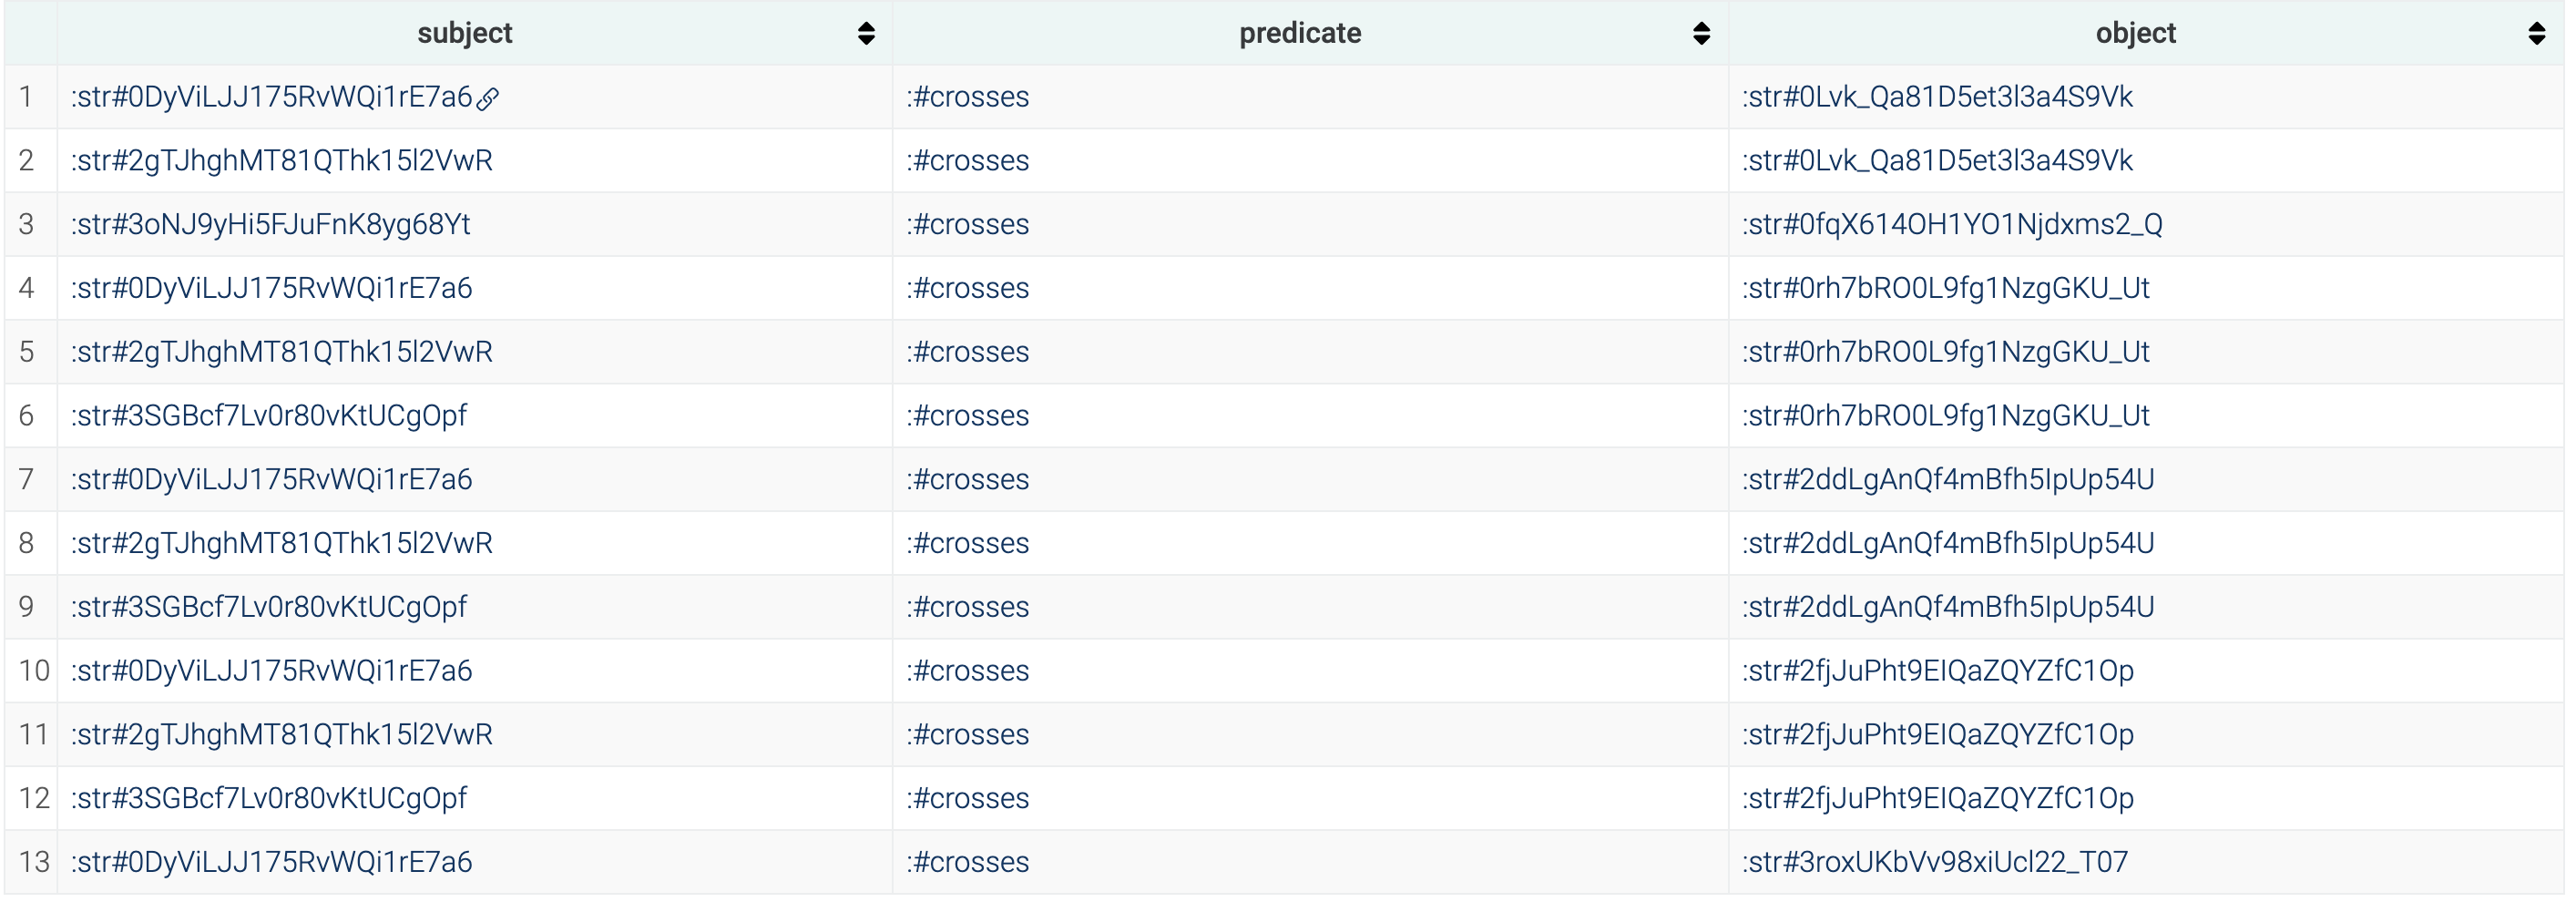 subject predicate object
1 :str#0DyViLJJ175RvWQi1rE7a6 :#crosses :str#0Lvk_Qa81D5et3l3a4S9Vk
2 :str#2gTJhghMT81QThk15l2VwR :#crosses :str#0Lvk_Qa81D5et3l3a4S9Vk
3 :str#3oNJ9yHi5FJuFnK8yg68Yt :#crosses :str#0fqX614OH1YO1Njdxms2_Q
4 :str#0DyViLJJ175RvWQi1rE7a6 :#crosses :str#0rh7bRO0L9fg1NzgGKU_Ut
5 :str#2gTJhghMT81QThk15l2VwR :#crosses :str#0rh7bRO0L9fg1NzgGKU_Ut
6 :str#3SGBcf7Lv0r80vKtUCgOpf :#crosses :str#0rh7bRO0L9fg1NzgGKU_Ut
7 :str#0DyViLJJ175RvWQi1rE7a6 :#crosses :str#2ddLgAnQf4mBfh5IpUp54U
8 :str#2gTJhghMT81QThk15l2VwR :#crosses :str#2ddLgAnQf4mBfh5IpUp54U
9 :str#3SGBcf7Lv0r80vKtUCgOpf :#crosses :str#2ddLgAnQf4mBfh5IpUp54U
10 :str#0DyViLJJ175RvWQi1rE7a6 :#crosses :str#2fjJuPht9EIQaZQYZfC1Op
11 :str#2gTJhghMT81QThk15l2VwR :#crosses :str#2fjJuPht9EIQaZQYZfC1Op
12 :str#3SGBcf7Lv0r80vKtUCgOpf :#crosses :str#2fjJuPht9EIQaZQYZfC1Op
13 :str#0DyViLJJ175RvWQi1rE7a6 :#crosses :str#3roxUKbVv98xiUcl22_T07